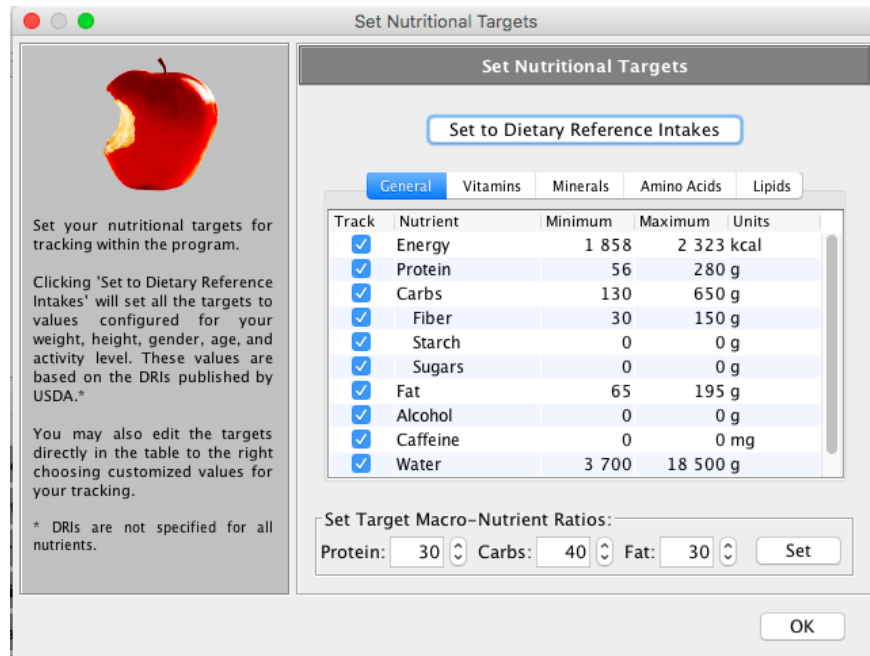 Set Nutritional Targets
Set your nutritional targets for
tracking within the program.
Clicking 'Set to Dietary Reference
Intakes' will set all the targets to
values configured for your
weight, height, gender, age, and
activity level. These values are
based on the DRIs published by
USDA.*
You may also edit the targets
directly in the table to the right
choosing customized values for
your tracking.
* DRIs are not specified for all
nutrients.
Set Nutritional Targets
Set to Dietary Reference Intakes
General Vitamins Minerals Amino Acids Lipids
Track Nutrient Minimum Maximum Units
Energy 1 858 2 323 kcal
Protein 56 280 g
Carbs 130 650 g
Fiber 30 150 g
Starch 0 0 g
Sugars 0 0 g
Fat 65 195 g
Alcohol 0 0 g
Caffeine 0 0 mg
Water 3 700 18 500 g
Set Target Macro-Nutrient Ratios:
Protein: 30 Carbs: 40 Fat: 30 Set
OK